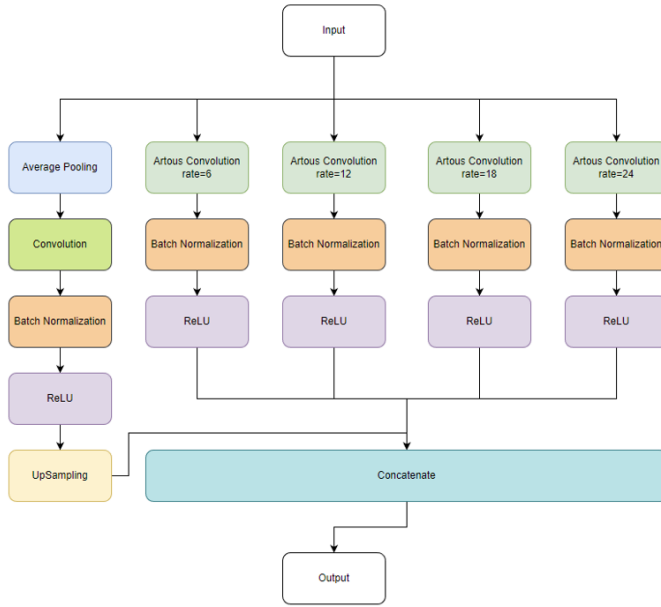 Input
Average Pooling
Artous Convolution
rate=6
Artous Convolution
rate=12
Artous Convolution
rate=18
Artous Convolution
rate=24
Convolution
Batch Normalization
Batch Normalization
Batch Normalization
Batch Normalization
Batch Normalization
ReLU
ReLU
ReLU
ReLU
ReLU
UpSampling
Concatenate
Output